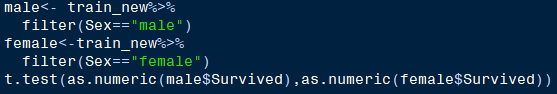 male<- train_new%>%
  filter(Sex=="male")
female<-train_new%>%
  filter(Sex=="female")
t.test(as.numeric(male$Survived),as.numeric(female$Survived))